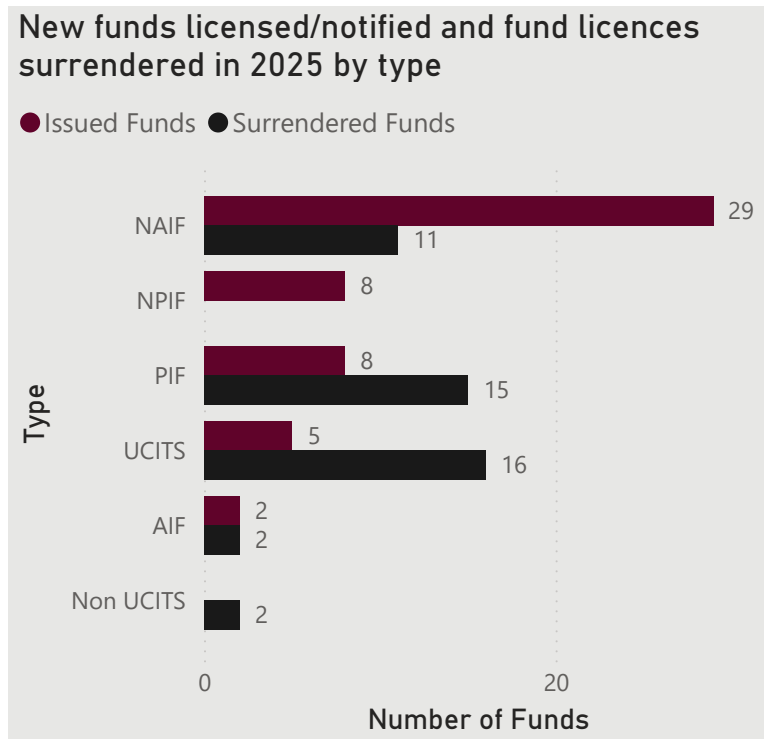 New funds licensed/notified and fund licences
surrendered in 2025 by type
Issued Funds Surrendered Funds
NAIF 29
11
NPIF 8
PIF 8
15
UCITS 5
16
AIF 2
2
Non UCITS 2
Type
0 20
Number of Funds